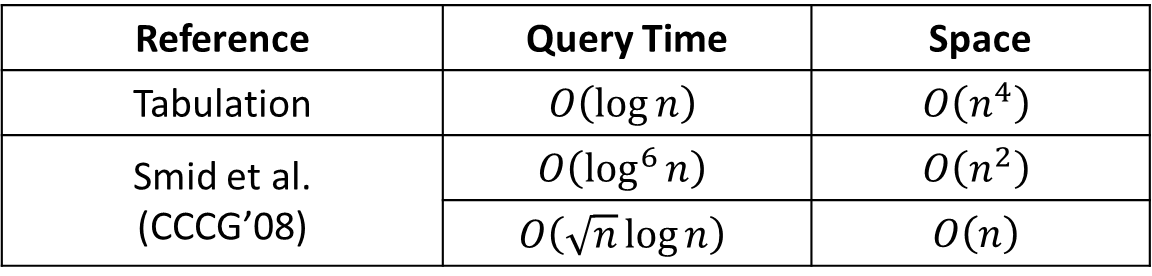 Reference Query Time Space
Tabulation O(log n) O(n⁴)
Smid et al. O(log⁶ n) O(n²)
(CCCG’08) O(√n log n) O(n)